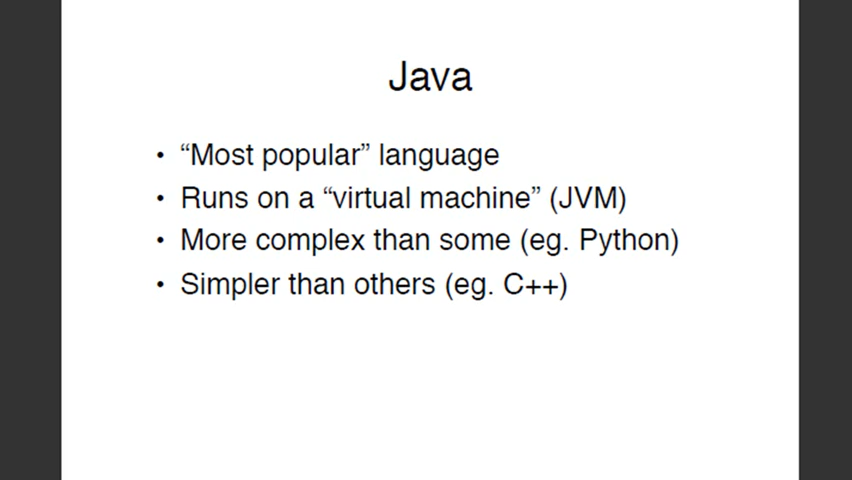 Java
• “Most popular” language
• Runs on a “virtual machine” (JVM)
• More complex than some (eg. Python)
• Simpler than others (eg. C++)